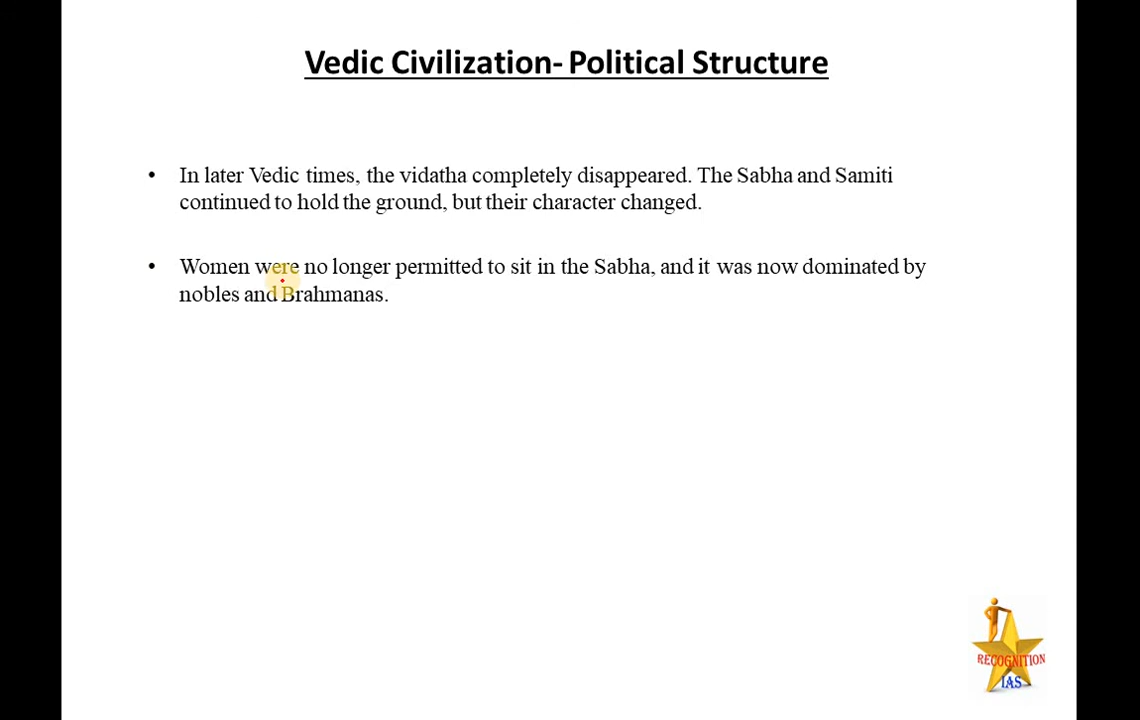 Vedic Civilization- Political Structure
• In later Vedic times, the vidatha completely disappeared. The Sabha and Samiti
continued to hold the ground, but their character changed.
• Women were no longer permitted to sit in the Sabha, and it was now dominated by
nobles and Brahmanas.
RECOGNITION
IAS